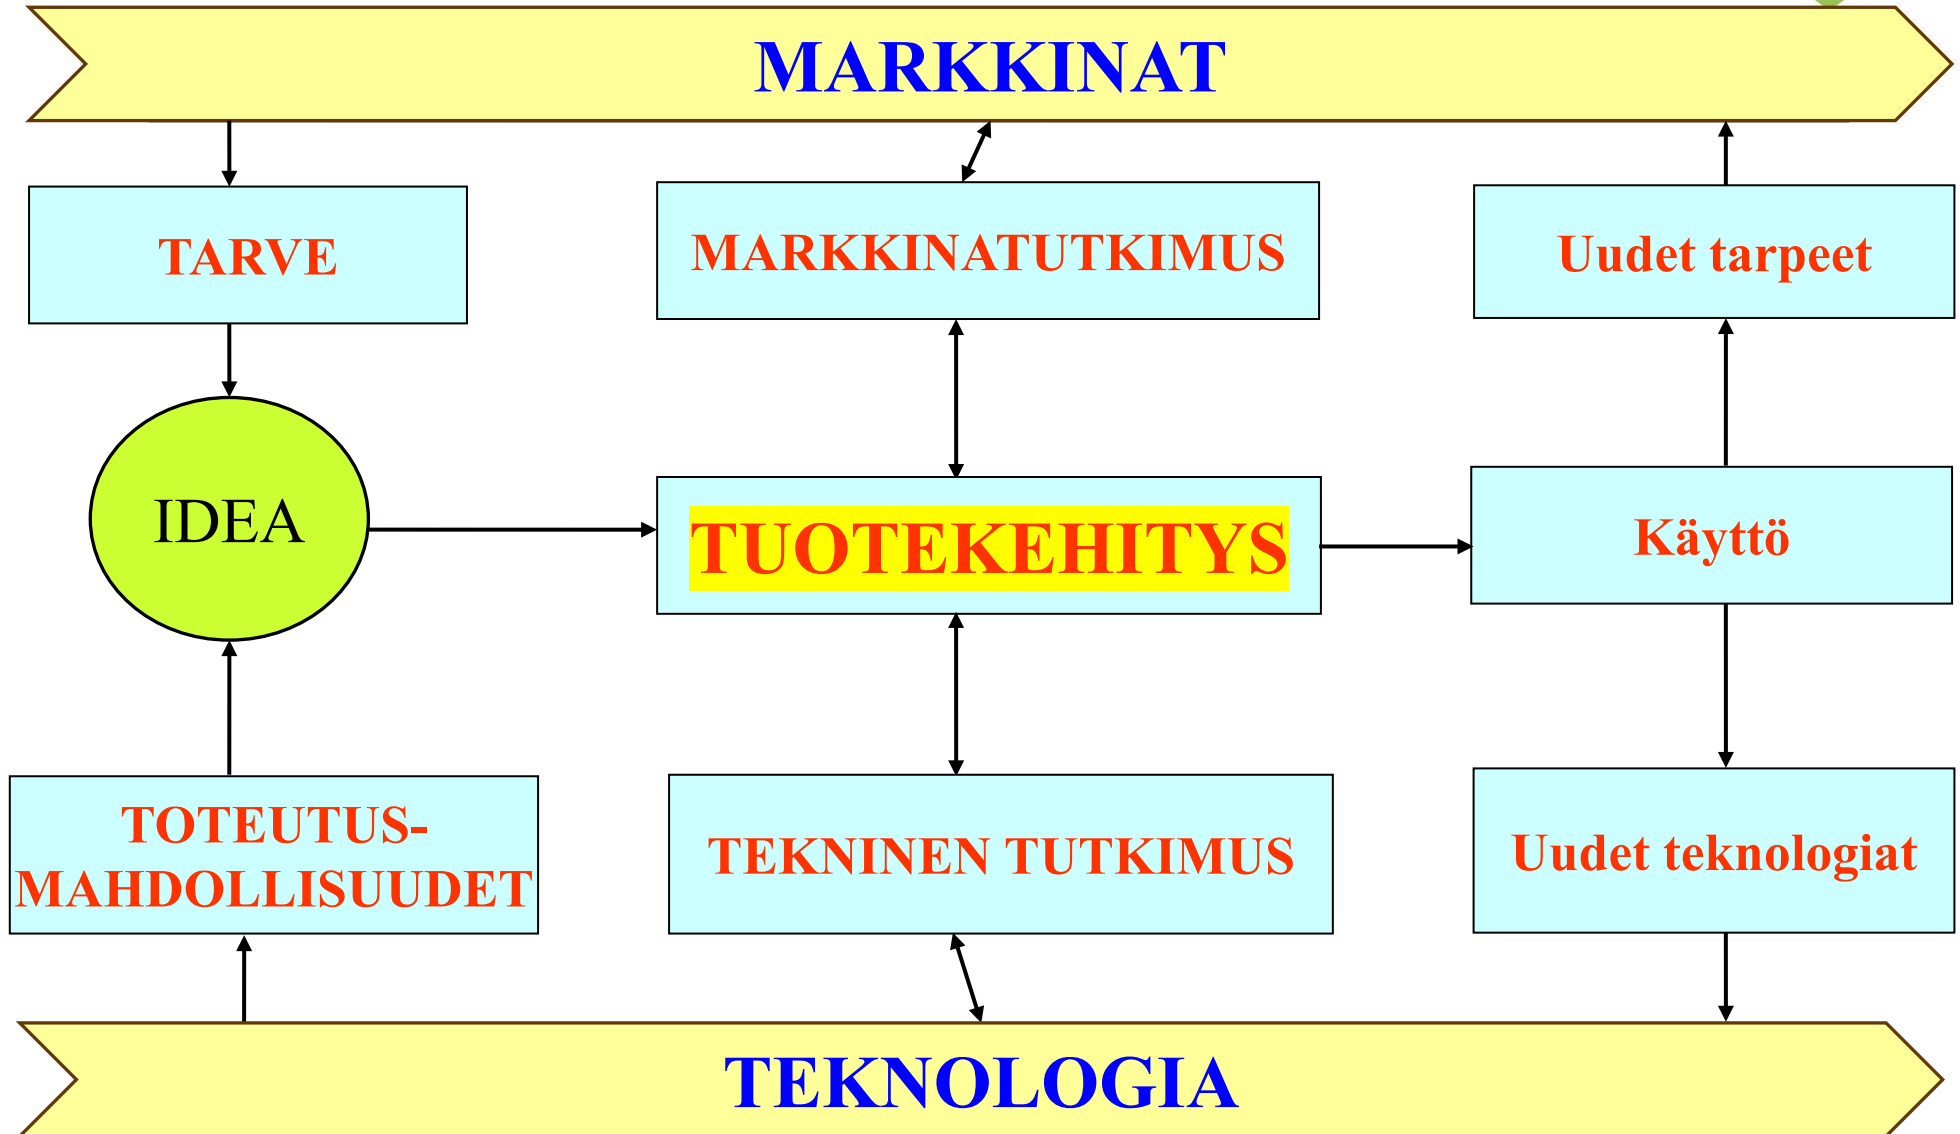 MARKKINAT
TARVE
MARKKINATUTKIMUS
Uudet tarpeet
IDEA
TUOTEKEHITYS
Käyttö
TOTEUTUS-
MAHDOLLISUUDET
TEKNINEN TUTKIMUS
Uudet teknologiat
TEKNOLOGIA